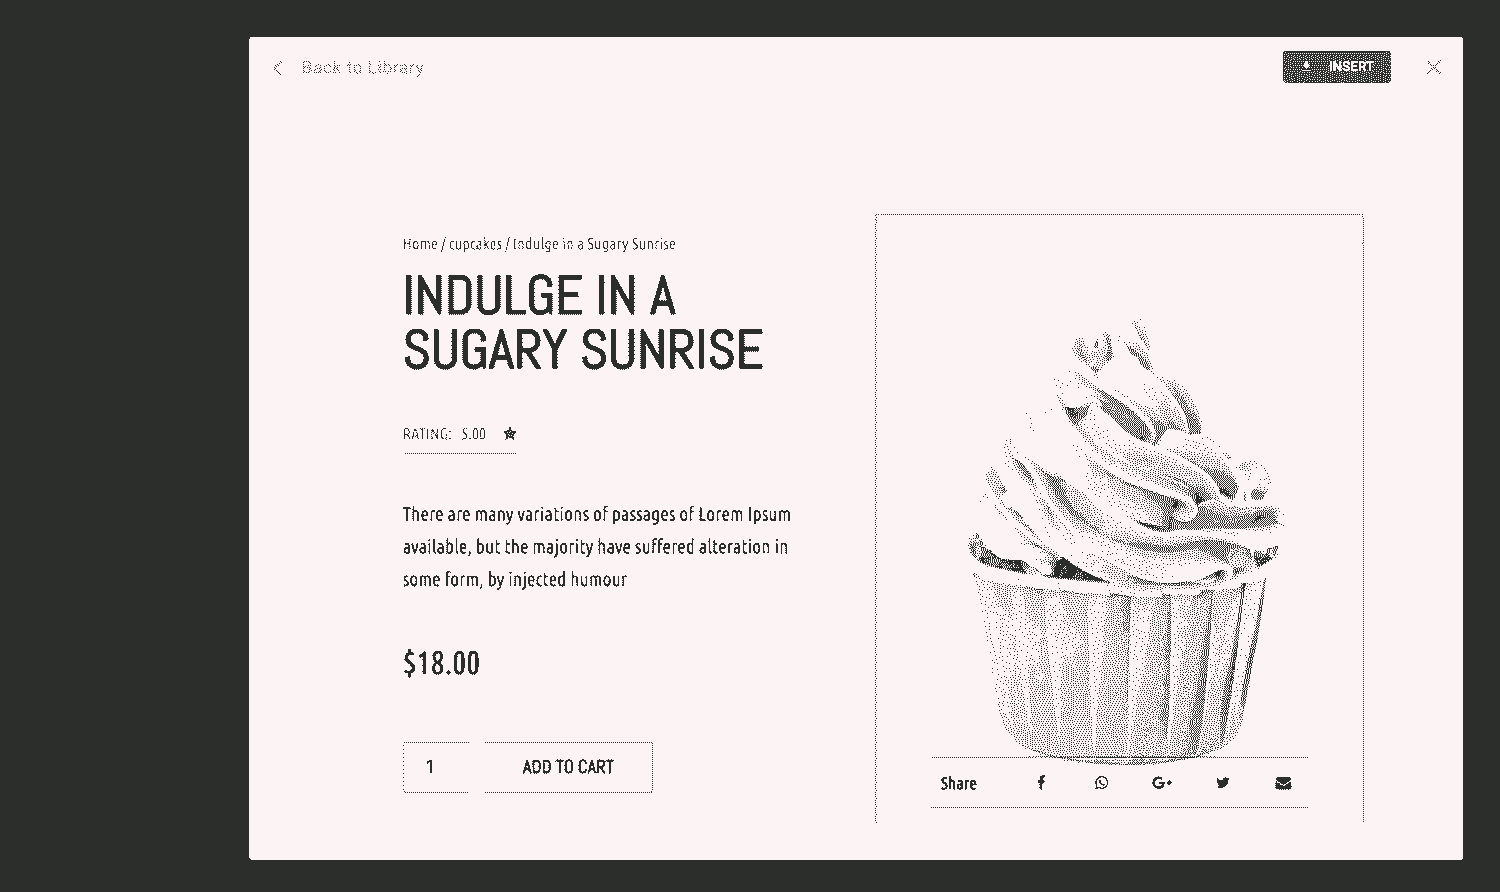 Back to Library
INSERT
Home / cupcakes / Indulge in a Sugary Sunrise
INDULGE IN A
SUGARY SUNRISE
RATING: 5.00
There are many variations of passages of Lorem Ipsum
available, but the majority have suffered alteration in
some form, by injected humour
$18.00
1 ADD TO CART
Share